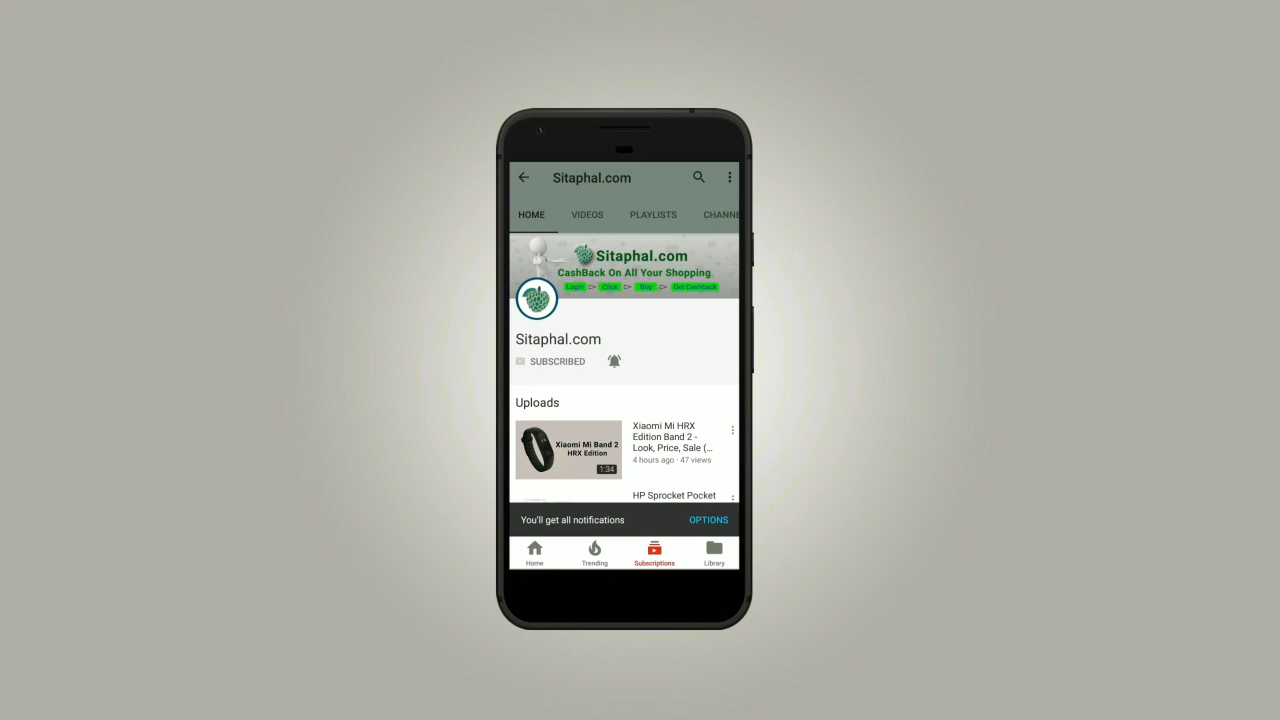 Sitaphal.com
HOME VIDEOS PLAYLISTS CHANNE
Sitaphal.com
CashBack On All Your Shopping
Login Click Buy Get Cashback
Sitaphal.com
SUBSCRIBED
Uploads
Xiaomi Mi Band 2
HRX Edition
1:34
Xiaomi Mi HRX
Edition Band 2 -
Look, Price, Sale (...
4 hours ago · 47 views
HP Sprocket Pocket
You'll get all notifications OPTIONS
Home Trending Subscriptions Library